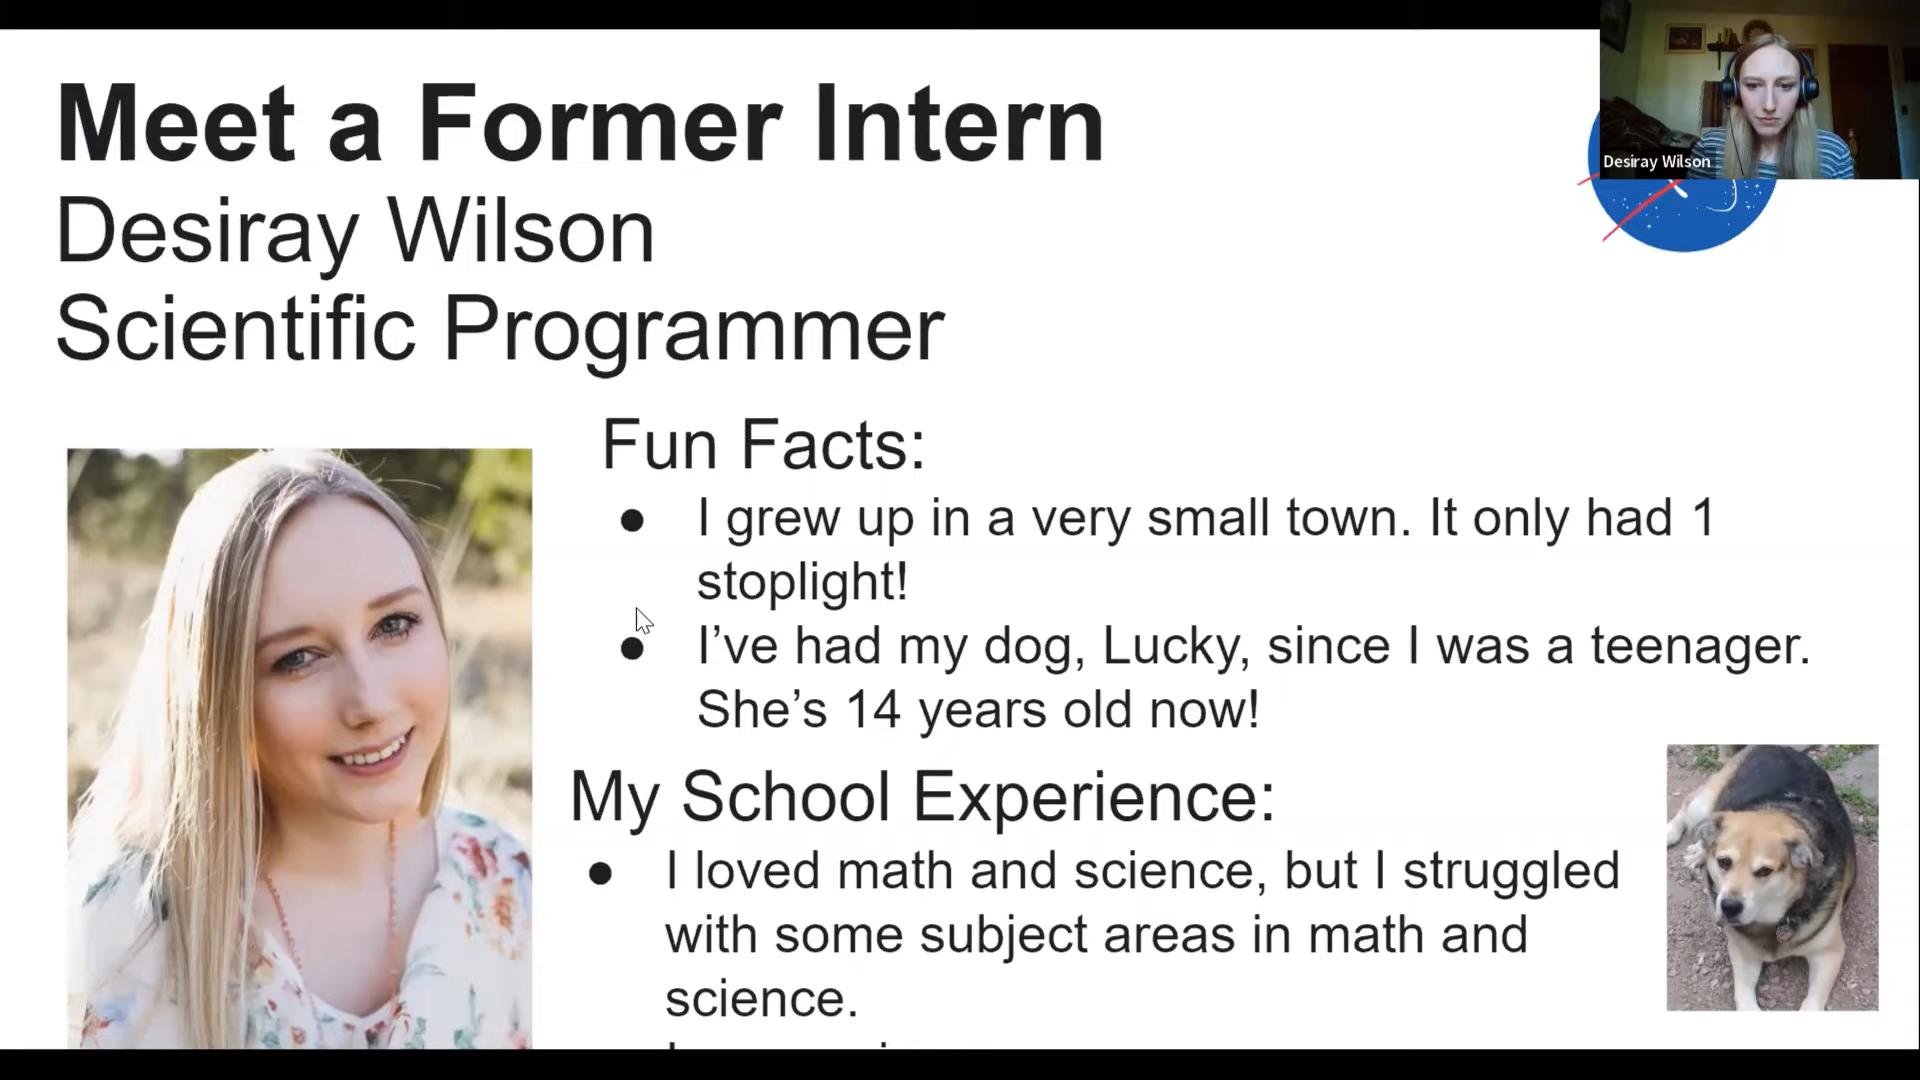 Meet a Former Intern
Desiray Wilson
Scientific Programmer
Desiray Wilson
Fun Facts:
● I grew up in a very small town. It only had 1
stoplight!
● I’ve had my dog, Lucky, since I was a teenager.
She’s 14 years old now!
My School Experience:
● I loved math and science, but I struggled
with some subject areas in math and
science.